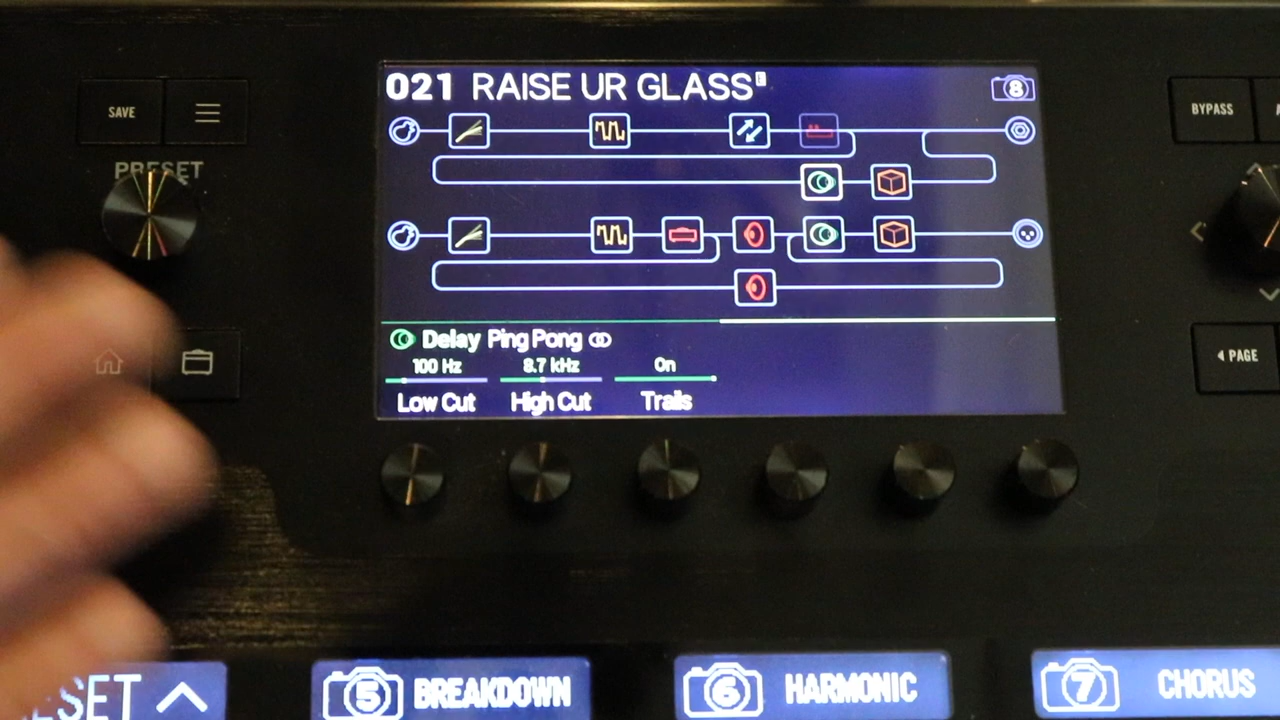 SAVE
PRESET
021 RAISE UR GLASS E
8
BYPASS
Delay Ping Pong
100 Hz 8.7 kHz On
Low Cut High Cut Trails
PAGE
5 BREAKDOWN
6 HARMONIC
7 CHORUS